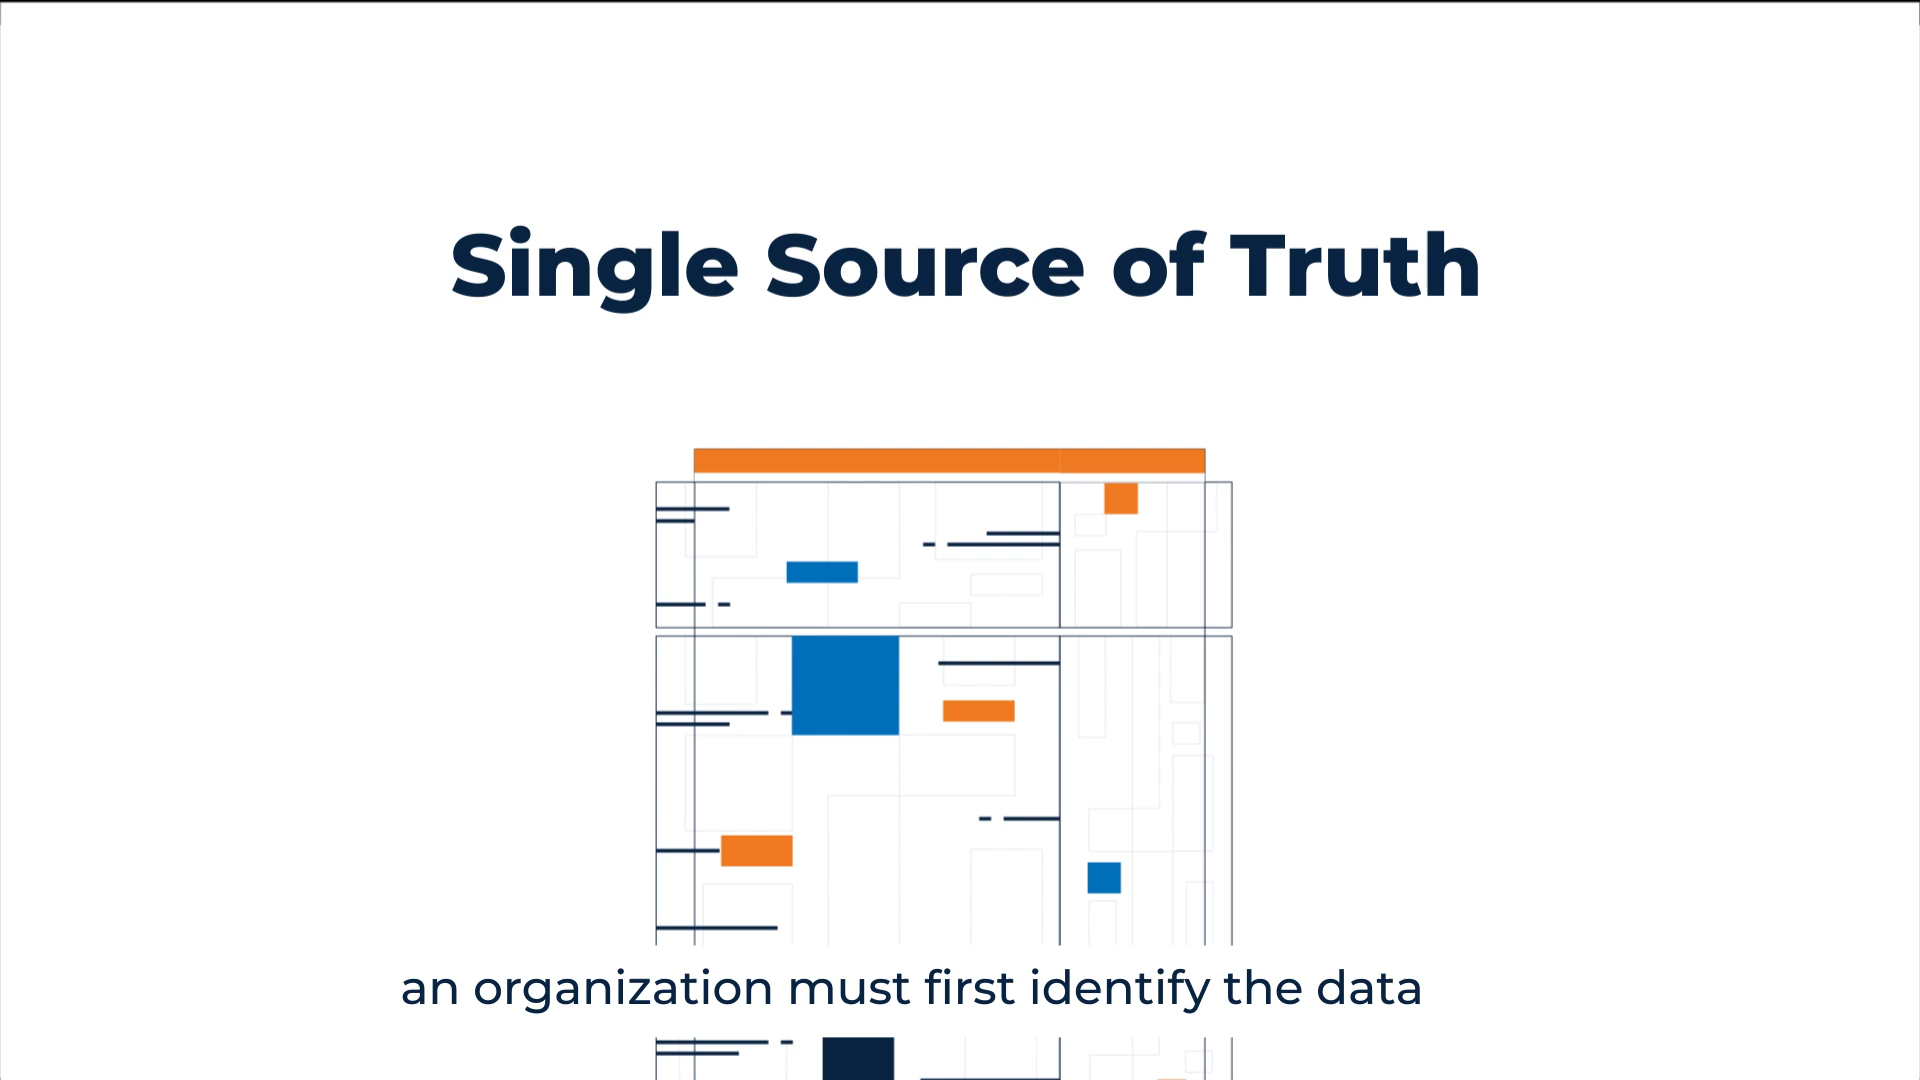 Single Source of Truth
an organization must first identify the data